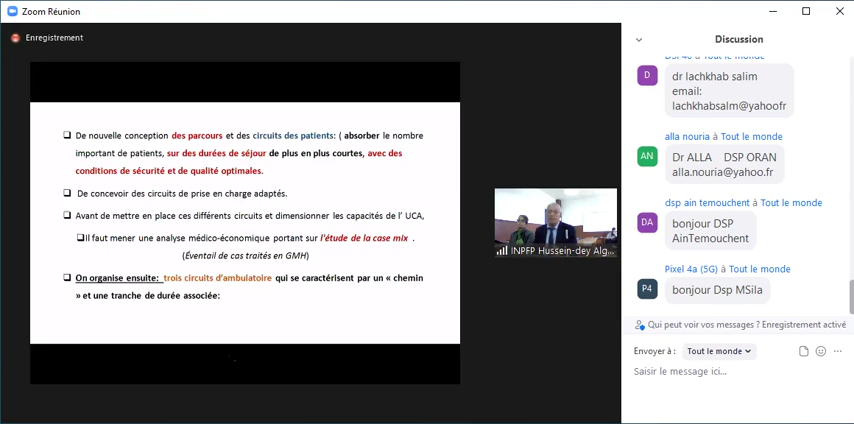 Zoom Réunion
Enregistrement
❑ De nouvelle conception des parcours et des circuits des patients: ( absorber le nombre
important de patients, sur des durées de séjour de plus en plus courtes, avec des
conditions de sécurité et de qualité optimales.
❑ De concevoir des circuits de prise en charge adaptés.
❑ Avant de mettre en place ces différents circuits et dimensionner les capacités de l' UCA,
❑Il faut mener une analyse médico-économique portant sur l'étude de la case mix .
(Éventail de cas traités en GMH)
❑ On organise ensuite: trois circuits d'ambulatoire qui se caractérisent par un « chemin
» et une tranche de durée associée:
INPFP Hussein-dey Alg...
Discussion
à Tout le monde
D
dr lachkhab salim
email:
lachkhabsalm@yahoofr
alla nouria à Tout le monde
AN
Dr ALLA DSP ORAN
alla.nouria@yahoo.fr
dsp ain temouchent à Tout le monde
DA
bonjour DSP
AinTemouchent
Pixel 4a (5G) à Tout le monde
P4
bonjour Dsp MSila
Qui peut voir vos messages ? Enregistrement activé
Envoyer à : Tout le monde
Saisir le message ici...